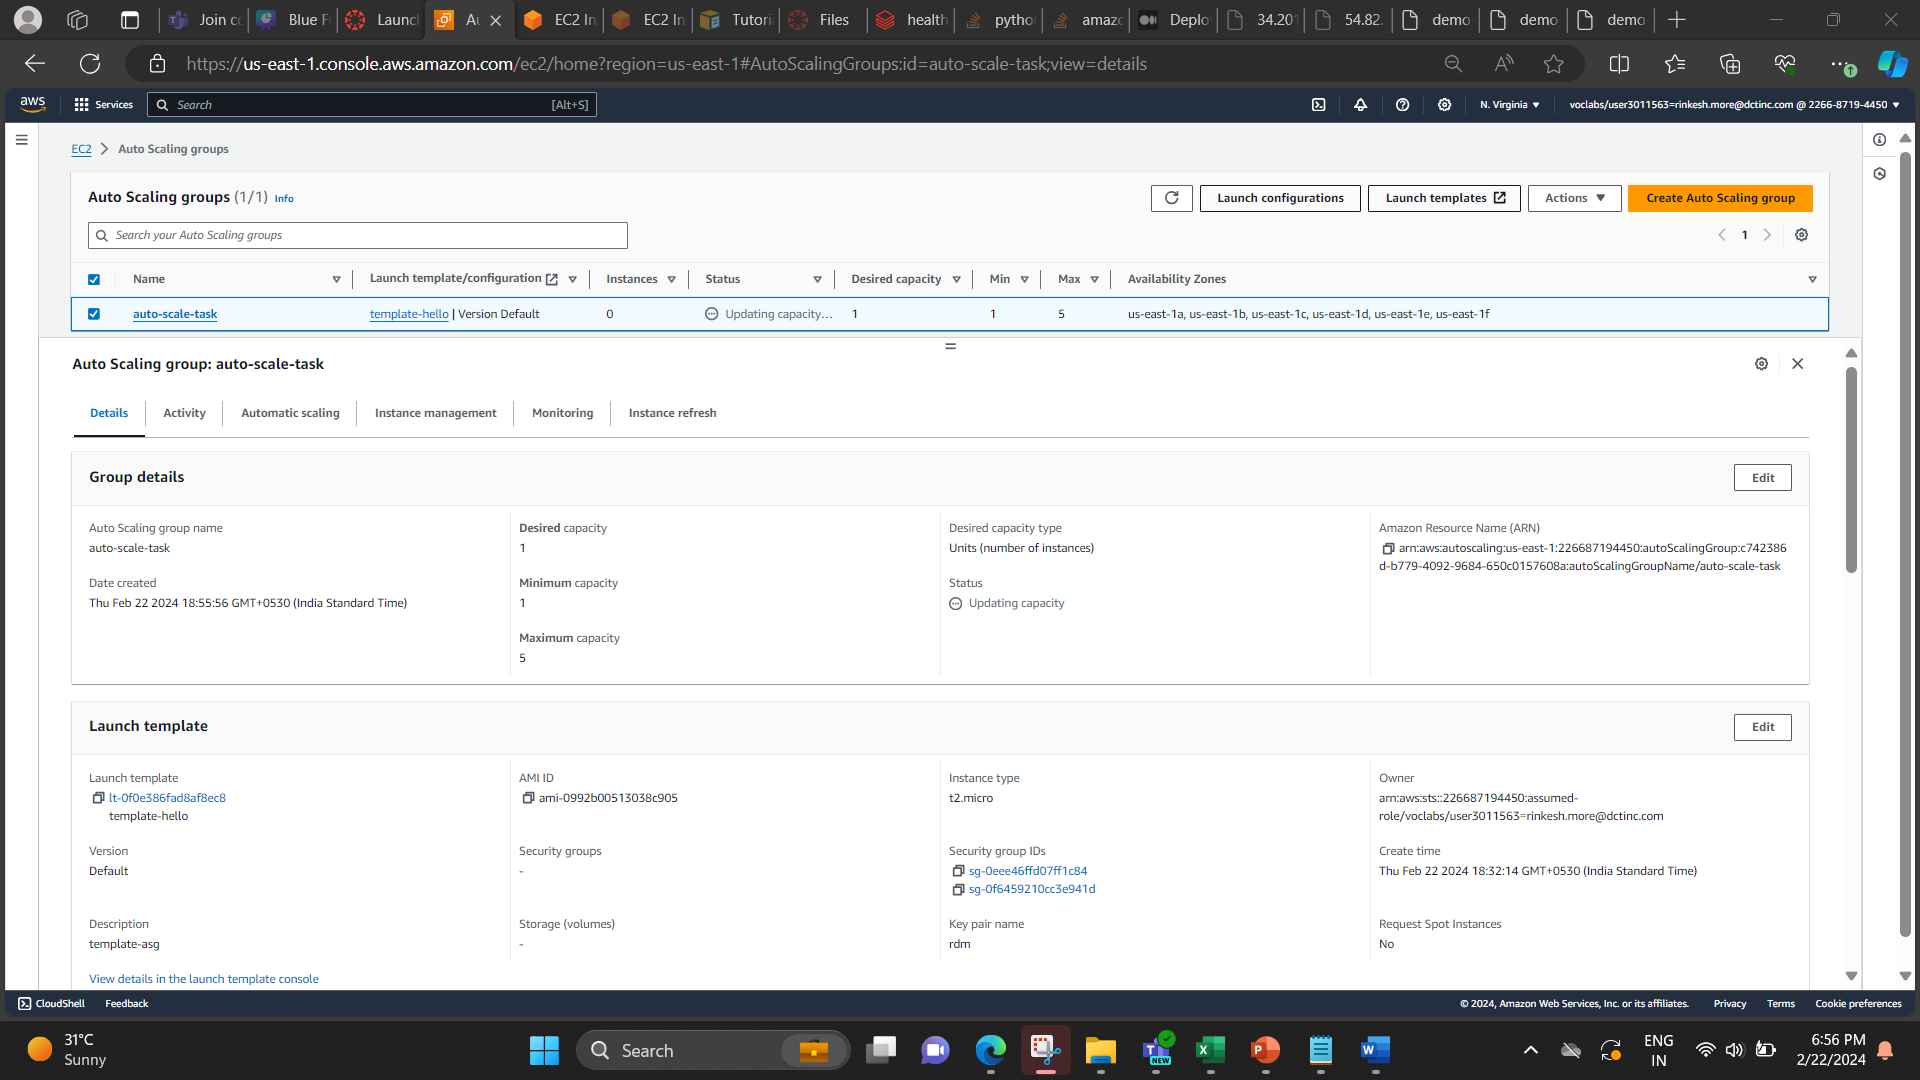 Join co
Blue F
Launc
Au
EC2 In
EC2 In
Tutori
Files
health
pytho
amazo
Deplo
34.201
54.82.
demo
demo
demo
https://us-east-1.console.aws.amazon.com/ec2/home?region=us-east-1#AutoScalingGroups:id=auto-scale-task;view=details
aws
Services
Search
[Alt+S]
N. Virginia
voclabs/user3011563=rinkesh.more@dctinc.com @ 2266-8719-4450
EC2 > Auto Scaling groups
Auto Scaling groups (1/1) Info
Launch configurations
Launch templates
Actions
Create Auto Scaling group
Search your Auto Scaling groups
1
Name
Launch template/configuration
Instances
Status
Desired capacity
Min
Max
Availability Zones
auto-scale-task
template-hello | Version Default
0
Updating capacity...
1
1
5
us-east-1a, us-east-1b, us-east-1c, us-east-1d, us-east-1e, us-east-1f
Auto Scaling group: auto-scale-task
Details
Activity
Automatic scaling
Instance management
Monitoring
Instance refresh
Group details
Edit
Auto Scaling group name
auto-scale-task
Date created
Thu Feb 22 2024 18:55:56 GMT+0530 (India Standard Time)
Desired capacity
1
Minimum capacity
1
Maximum capacity
5
Desired capacity type
Units (number of instances)
Status
Updating capacity
Amazon Resource Name (ARN)
arn:aws:autoscaling:us-east-1:226687194450:autoScalingGroup:c742386
d-b779-4092-9684-650c0157608a:autoScalingGroupName/auto-scale-task
Launch template
Edit
Launch template
lt-0f0e386fad8af8ec8
template-hello
Version
Default
Description
template-asg
View details in the launch template console
AMI ID
ami-0992b00513038c905
Security groups
-
Storage (volumes)
-
Instance type
t2.micro
Security group IDs
sg-0eee46ffd07ff1c84
sg-0f6459210cc3e941d
Key pair name
rdm
Owner
arn:aws:sts::226687194450:assumed-
role/voclabs/user3011563=rinkesh.more@dctinc.com
Create time
Thu Feb 22 2024 18:32:14 GMT+0530 (India Standard Time)
Request Spot Instances
No
CloudShell
Feedback
© 2024, Amazon Web Services, Inc. or its affiliates.
Privacy
Terms
Cookie preferences
31°C
Sunny
Search
NEW
ENG
IN
6:56 PM
2/22/2024